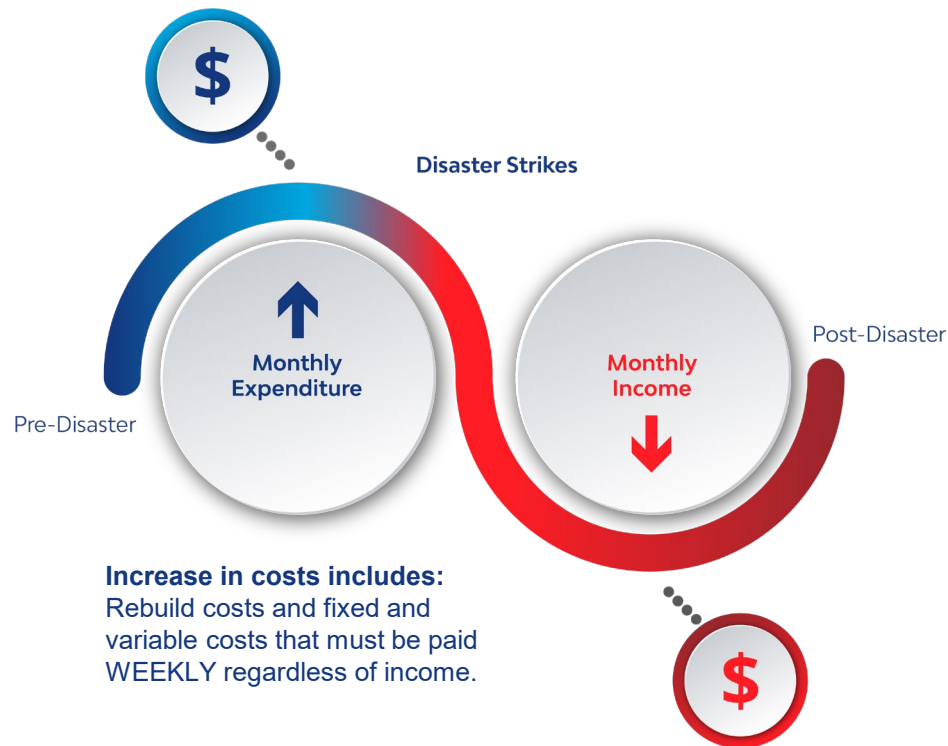 $
Disaster Strikes
Monthly
Expenditure
Pre-Disaster
Post-Disaster
Monthly
Income
Increase in costs includes:
Rebuild costs and fixed and
variable costs that must be paid
WEEKLY regardless of income.
$